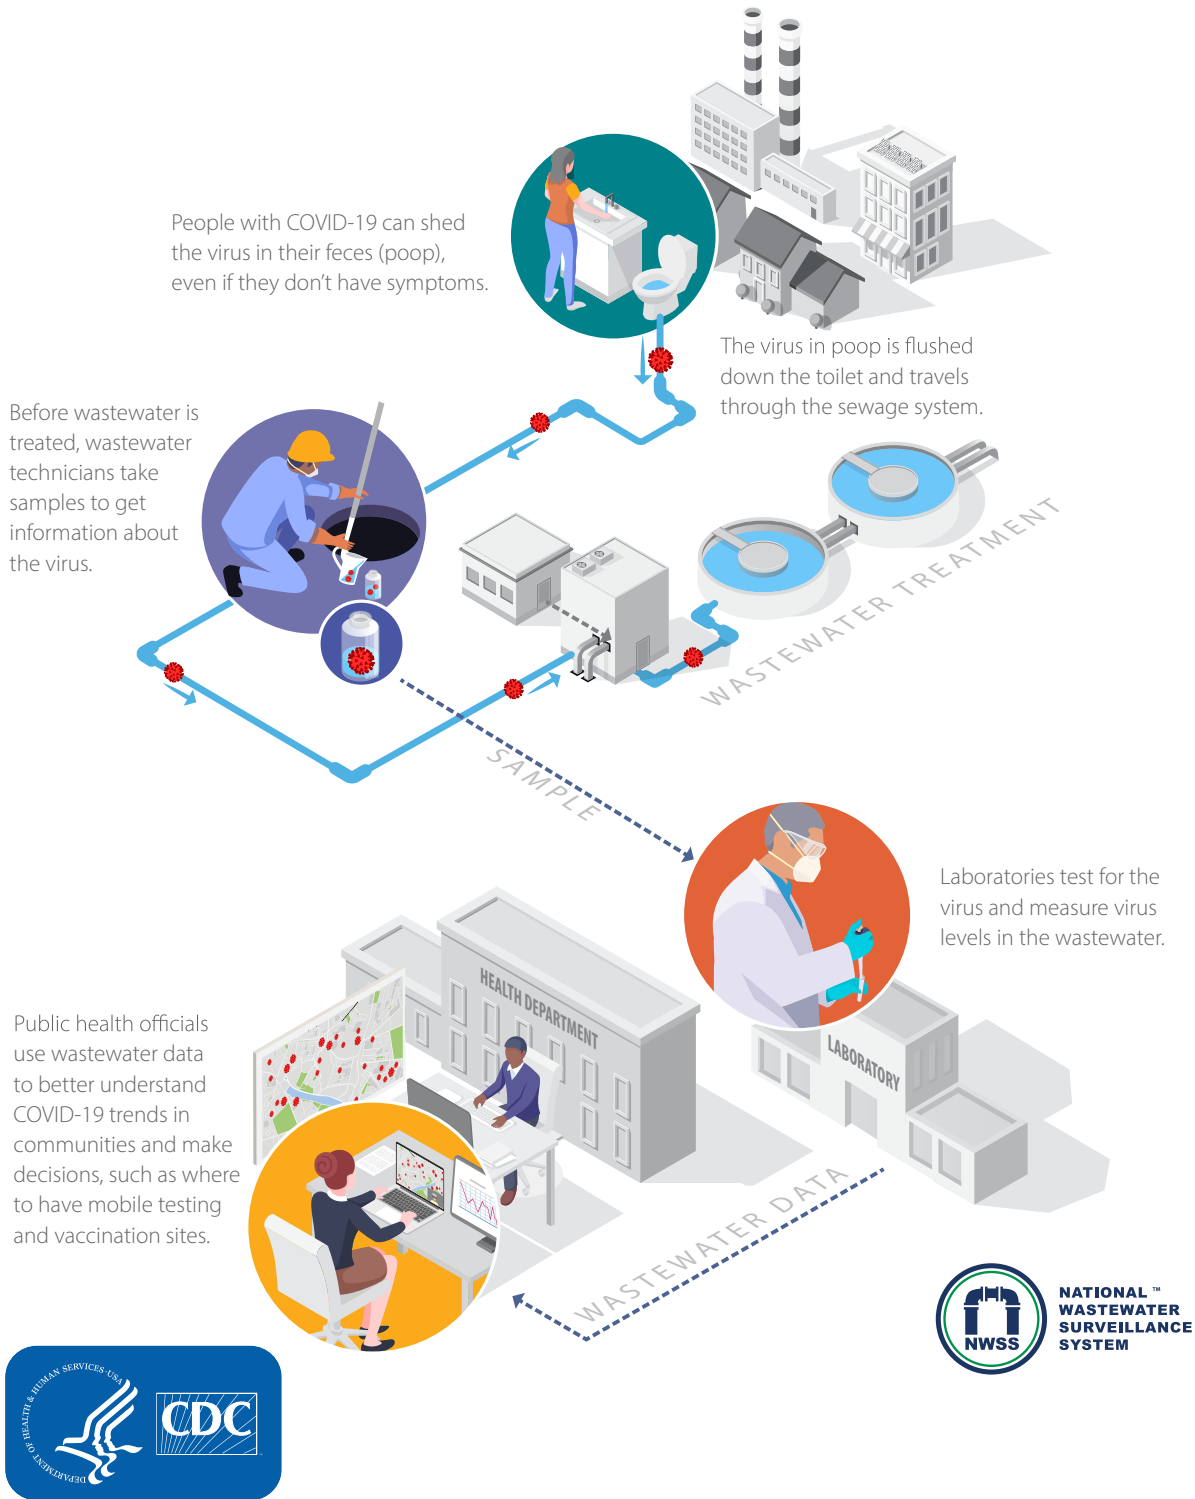 People with COVID-19 can shed
the virus in their feces (poop),
even if they don't have symptoms.
The virus in poop is flushed
down the toilet and travels
through the sewage system.
Before wastewater is
treated, wastewater
technicians take
samples to get
information about
the virus.
WASTEWATER TREATMENT
SAMPLE
Laboratories test for the
virus and measure virus
levels in the wastewater.
HEALTH DEPARTMENT
LABORATORY
Public health officials
use wastewater data
to better understand
COVID-19 trends in
communities and make
decisions, such as where
to have mobile testing
and vaccination sites.
WASTEWATER DATA
NWSS
NATIONAL ™
WASTEWATER
SURVEILLANCE
SYSTEM
DEPARTMENT OF HEALTH & HUMAN SERVICES·USA
CDC